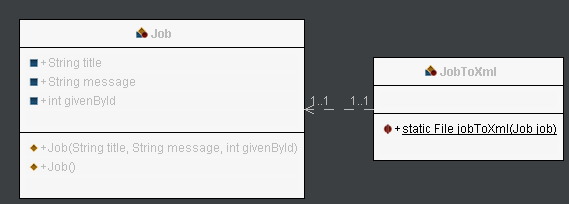 Job
+String title
+String message
+int givenById
+Job(String title, String message, int givenById)
+Job()
1..1
1..1
JobToXml
+static File jobToXml(Job job)